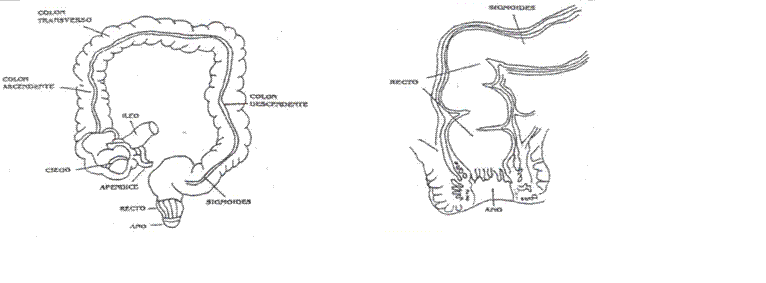 COLON
TRANSVERSO
COLON
ASCENDENTE
ILEO
COLON
DESCENDENTE
CIEGO
APENDICE
SIGMOIDES
RECTO
ANO
SIGMOIDES
RECTO
ANO